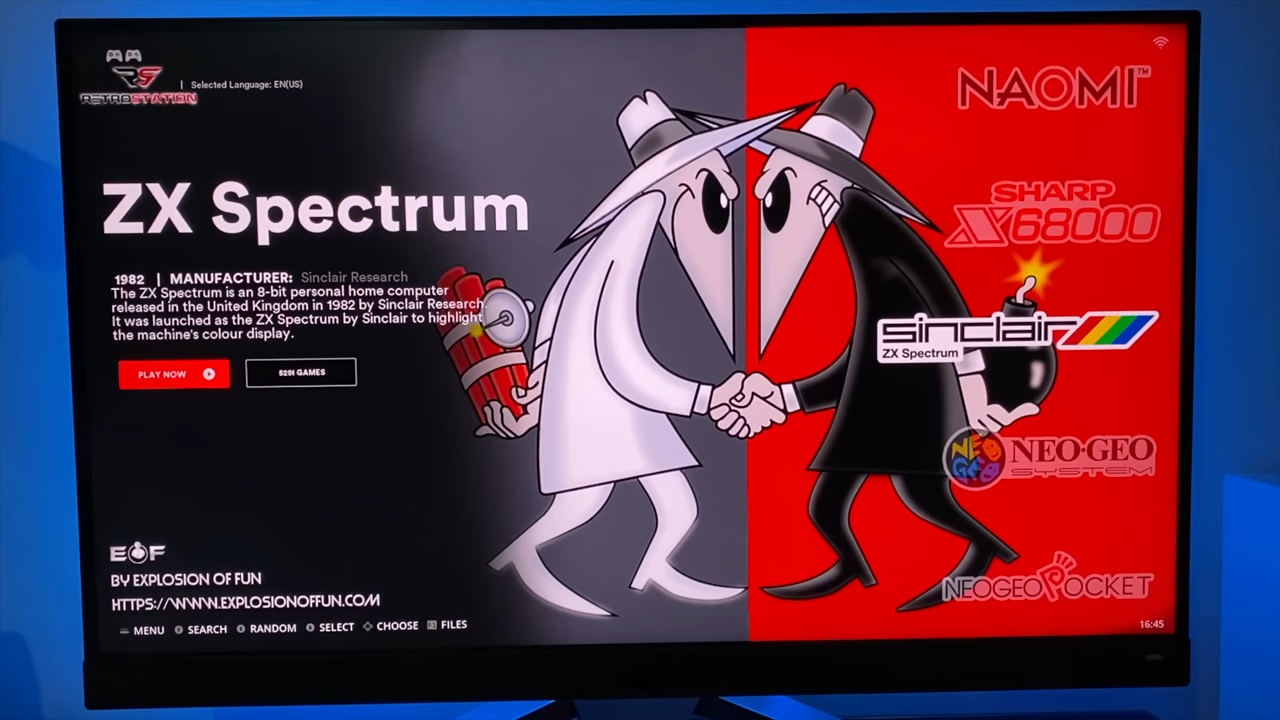 RETROSTATION
| Selected Language: EN(US)
ZX Spectrum
1982 | MANUFACTURER: Sinclair Research
The ZX Spectrum is an 8-bit personal home computer
released in the United Kingdom in 1982 by Sinclair Research.
It was launched as the ZX Spectrum by Sinclair to highlight
the machine's colour display.
PLAY NOW
5251 GAMES
EOF
BY EXPLOSION OF FUN
HTTPS://WWW.EXPLOSIONOFFUN.COM
MENU SEARCH RANDOM SELECT CHOOSE FILES
NAOMI™
SHARP
X68000
sinclair
ZX Spectrum
NEO GEO
NEO·GEO
SYSTEM
NEOGEO POCKET
16:45